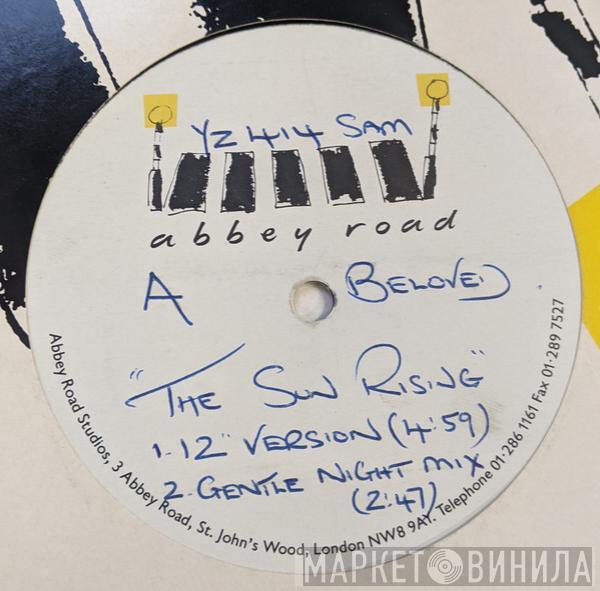 YZ 414 SAM
abbey road
A BELOVED.
"THE SUN RISING"
1. 12" VERSION (4:59)
2. GENTLE NIGHT MIX
(2:47)
Abbey Road Studios, 3 Abbey Road, St. John's Wood, London NW8 9AY. Telephone 01·286 1161 Fax 01·289 7527
МАРКЕТ ВИНИЛА